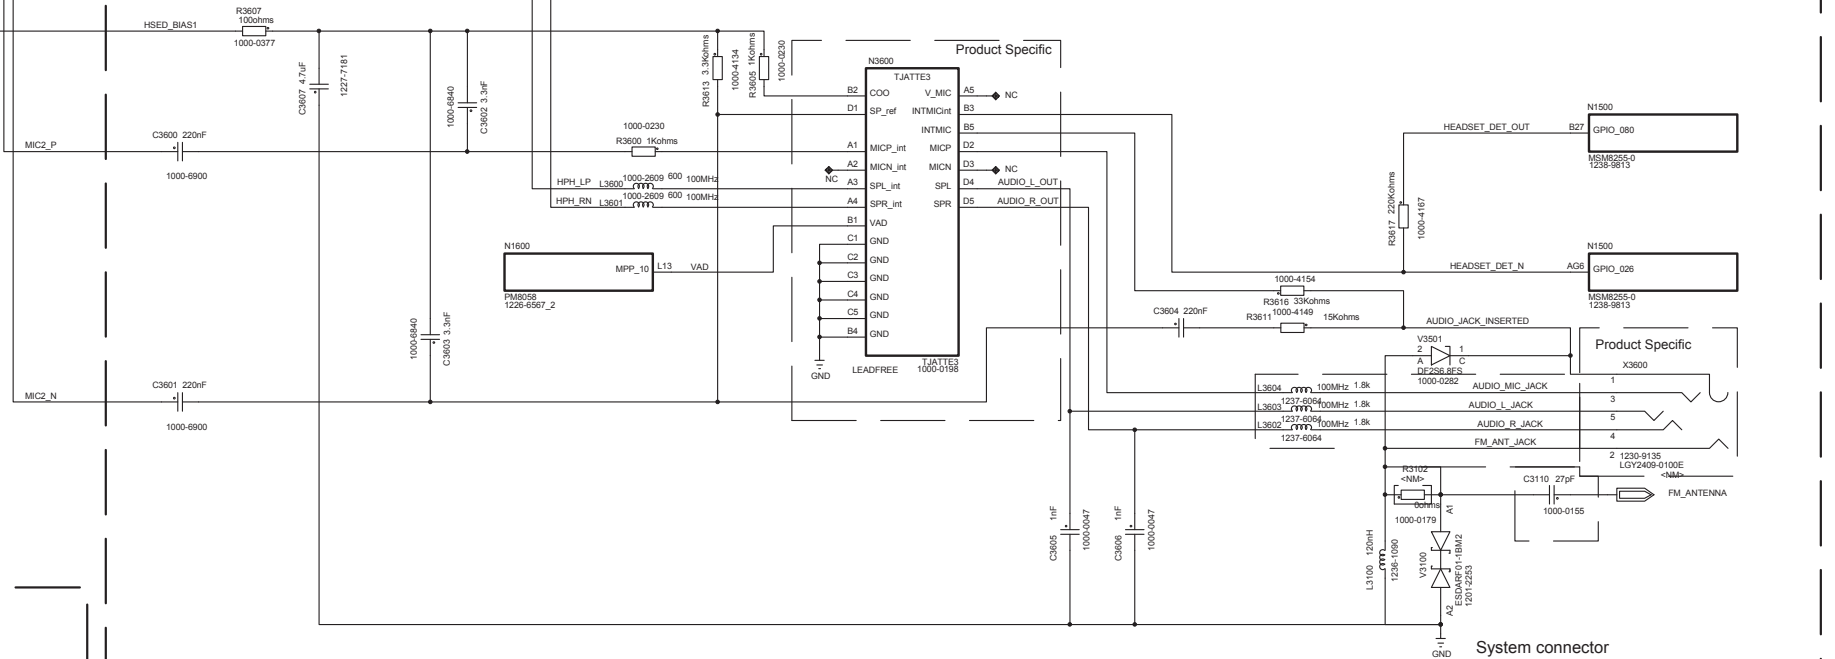 HSED_BIAS1
R3607
100ohms
1000-0377
C3607 4.7uF
1227-7181
1000-6840
C3602 3.3nF
MIC2_P
C3600 220nF
1000-6900
1000-0230
R3600 1Kohms
R3613 3.3Kohms
1000-4134
R3605 1Kohms
1000-0230
Product Specific
N3600
TJATTE3
B2 COO
D1 SP_ref
A1 MICP_int
A2 MICN_int
NC
A3 SPL_int
A4 SPR_int
B1 VAD
C1 GND
C2 GND
C3 GND
C4 GND
C5 GND
B4 GND
V_MIC A5 NC
INTMICint B3
INTMIC B5
MICP D2
MICN D3 NC
SPL D4 AUDIO_L_OUT
SPR D5 AUDIO_R_OUT
GND
LEADFREE
TJATTE3
1000-0198
HPH_LP L3600 1000-2609 600 100MHz
HPH_RN L3601 1000-2609 600 100MHz
N1600
MPP_10 L13 VAD
PM8058
1226-6567_2
1000-6840
C3603 3.3nF
MIC2_N
C3601 220nF
1000-6900
N1500
HEADSET_DET_OUT B27 GPIO_080
MSM8255-0
1238-9813
R3617 220Kohms
1000-4167
N1500
HEADSET_DET_N AG6 GPIO_026
MSM8255-0
1238-9813
1000-4154
R3616 33Kohms
C3604 220nF
1000-4149
R3611 15Kohms
AUDIO_JACK_INSERTED
V3501
2 1
A C
DF2S6.8FS
1000-0282
Product Specific
X3600
L3604 100MHz 1.8k AUDIO_MIC_JACK 1
1237-6064
L3603 100MHz 1.8k AUDIO_L_JACK 3
1237-6064
L3602 100MHz 1.8k AUDIO_R_JACK 5
1237-6064
FM_ANT_JACK 4
2 1230-9135
LGY2409-0100E
<NM>
R3102
<NM>
0ohms
1000-0179
A1
C3110 27pF
1000-0155
FM_ANTENNA
C3605 1nF
1000-0047
C3606 1nF
1000-0047
L3100 120nH
1236-1090
V3100
ESDARF01-1BM2
1201-2253
A2
GND
System connector